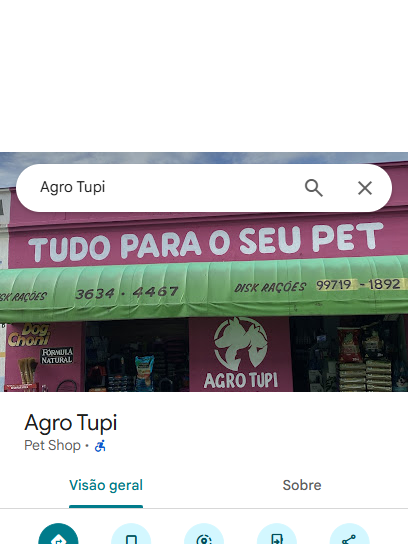 Agro Tupi
TUDO PARA O SEU PET
DISK RAÇÕES 3634 - 4467 DISK RAÇÕES 99719 - 1892
Dog
Choni
FÓRMULA
NATURAL
AGRO TUPI
Agro Tupi
Pet Shop ·
Visão geral Sobre